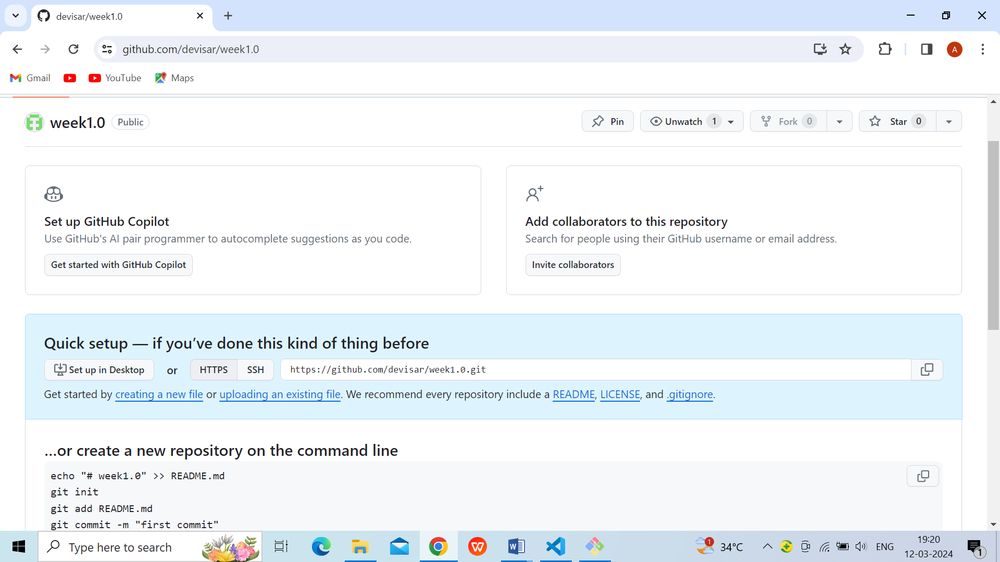 devisar/week1.0
github.com/devisar/week1.0
A
Gmail
YouTube
Maps
week1.0 Public
Pin
Unwatch 1
Fork 0
Star 0
Set up GitHub Copilot
Use GitHub's AI pair programmer to autocomplete suggestions as you code.
Get started with GitHub Copilot
Add collaborators to this repository
Search for people using their GitHub username or email address.
Invite collaborators
Quick setup — if you’ve done this kind of thing before
Set up in Desktop or HTTPS SSH https://github.com/devisar/week1.0.git
Get started by creating a new file or uploading an existing file. We recommend every repository include a README, LICENSE, and .gitignore.
…or create a new repository on the command line
echo "# week1.0" >> README.md
git init
git add README.md
git commit -m "first commit"
Type here to search
W
W
1
34°C
ENG
19:20
12-03-2024
1